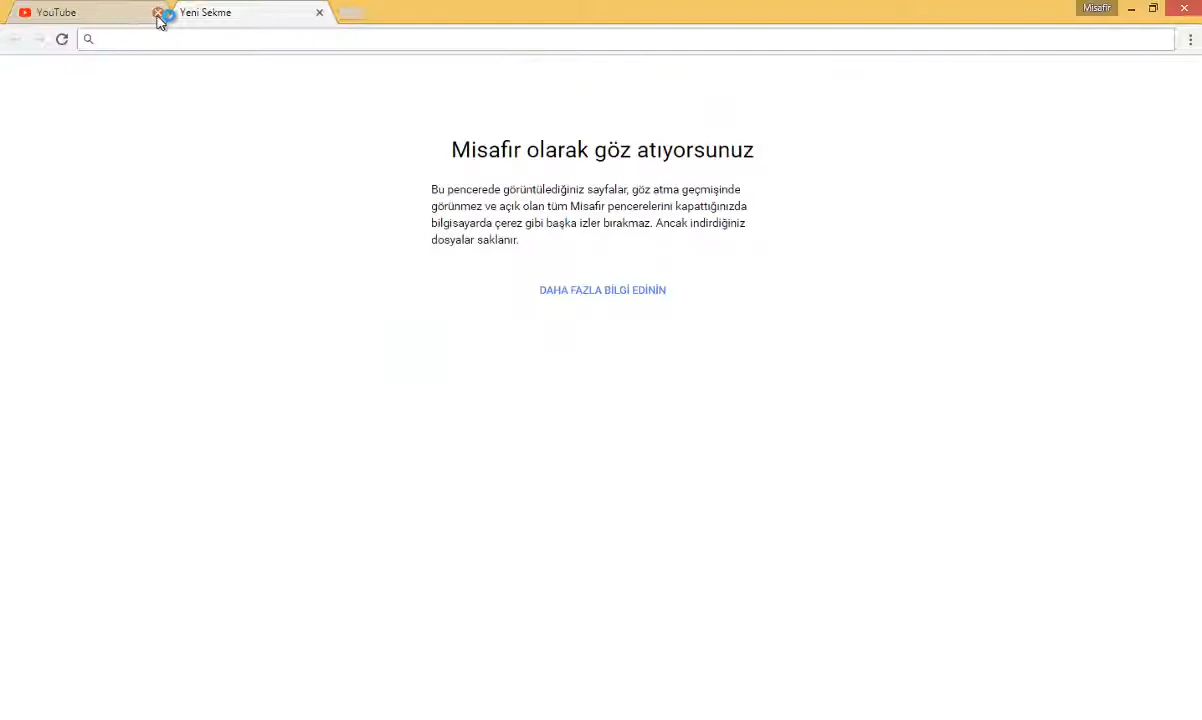 YouTube
Yeni Sekme
Misafir
Misafir olarak göz atıyorsunuz
Bu pencerede görüntülediğiniz sayfalar, göz atma geçmişinde
görünmez ve açık olan tüm Misafir pencerelerini kapattığınızda
bilgisayarda çerez gibi başka izler bırakmaz. Ancak indirdiğiniz
dosyalar saklanır.
DAHA FAZLA BİLGİ EDİNİN